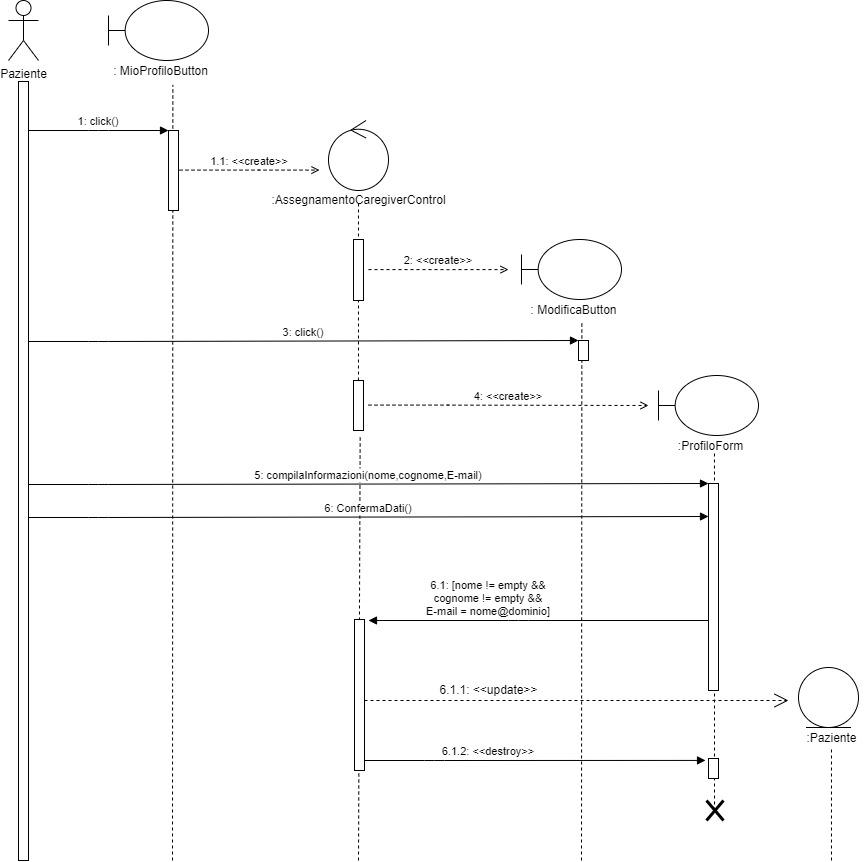 Paziente
: MioProfiloButton
1: click()
1.1: <<create>>
:AssegnamentoCaregiverControl
2: <<create>>
: ModificaButton
3: click()
4: <<create>>
:ProfiloForm
5: compilaInformazioni(nome,cognome,E-mail)
6: ConfermaDati()
6.1: [nome != empty &&
cognome != empty &&
E-mail = nome@dominio]
6.1.1: <<update>>
:Paziente
6.1.2: <<destroy>>